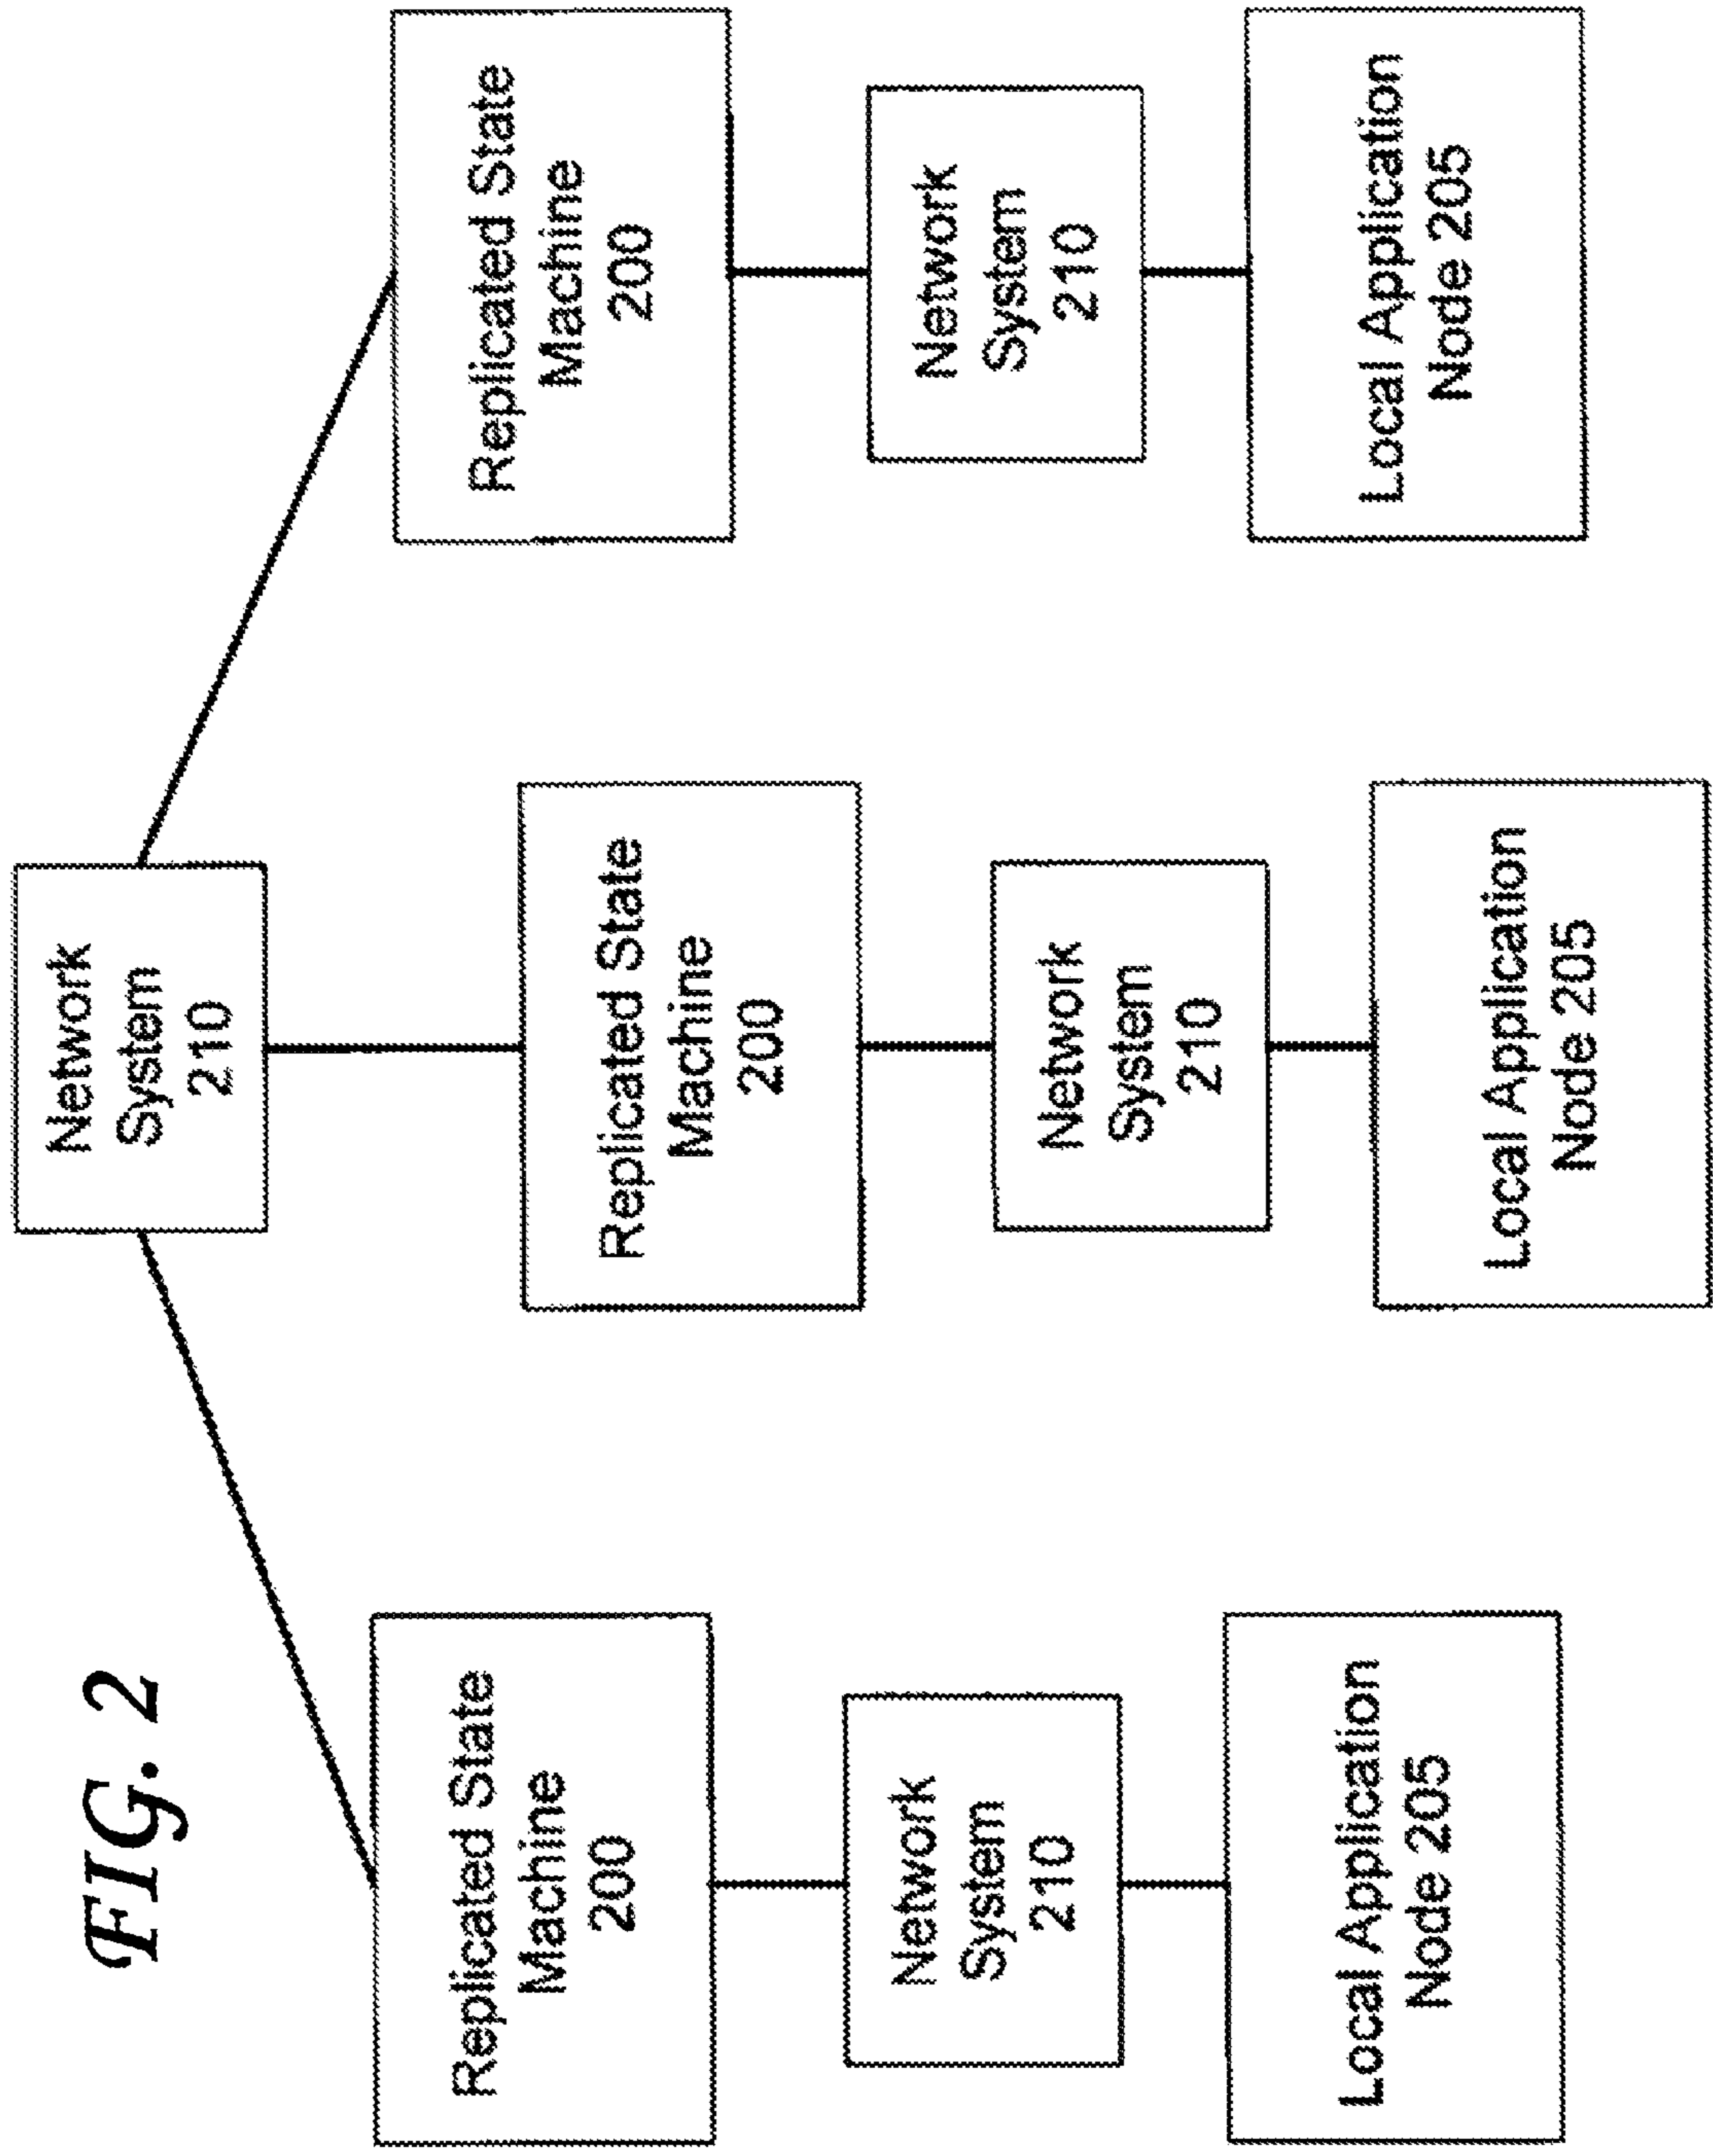 FIG. 2
Network
System
210
Replicated State
Machine
200
Network
System
210
Local Application
Node 205
Replicated State
Machine
200
Network
System
210
Local Application
Node 205
Replicated State
Machine
200
Network
System
210
Local Application
Node 205